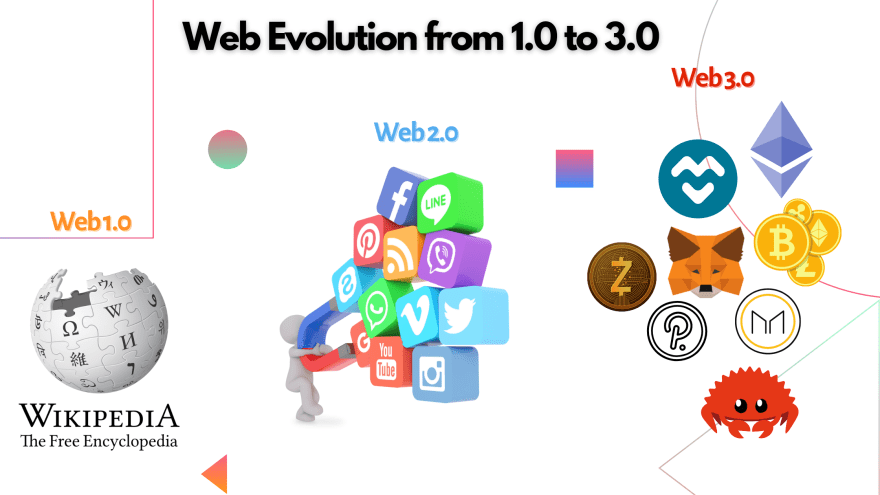 Web Evolution from 1.0 to 3.0
Web3.0
Web2.0
Web1.0
LINE
You
Tube
Ω
W
И
維
WIKIPEDIA
The Free Encyclopedia